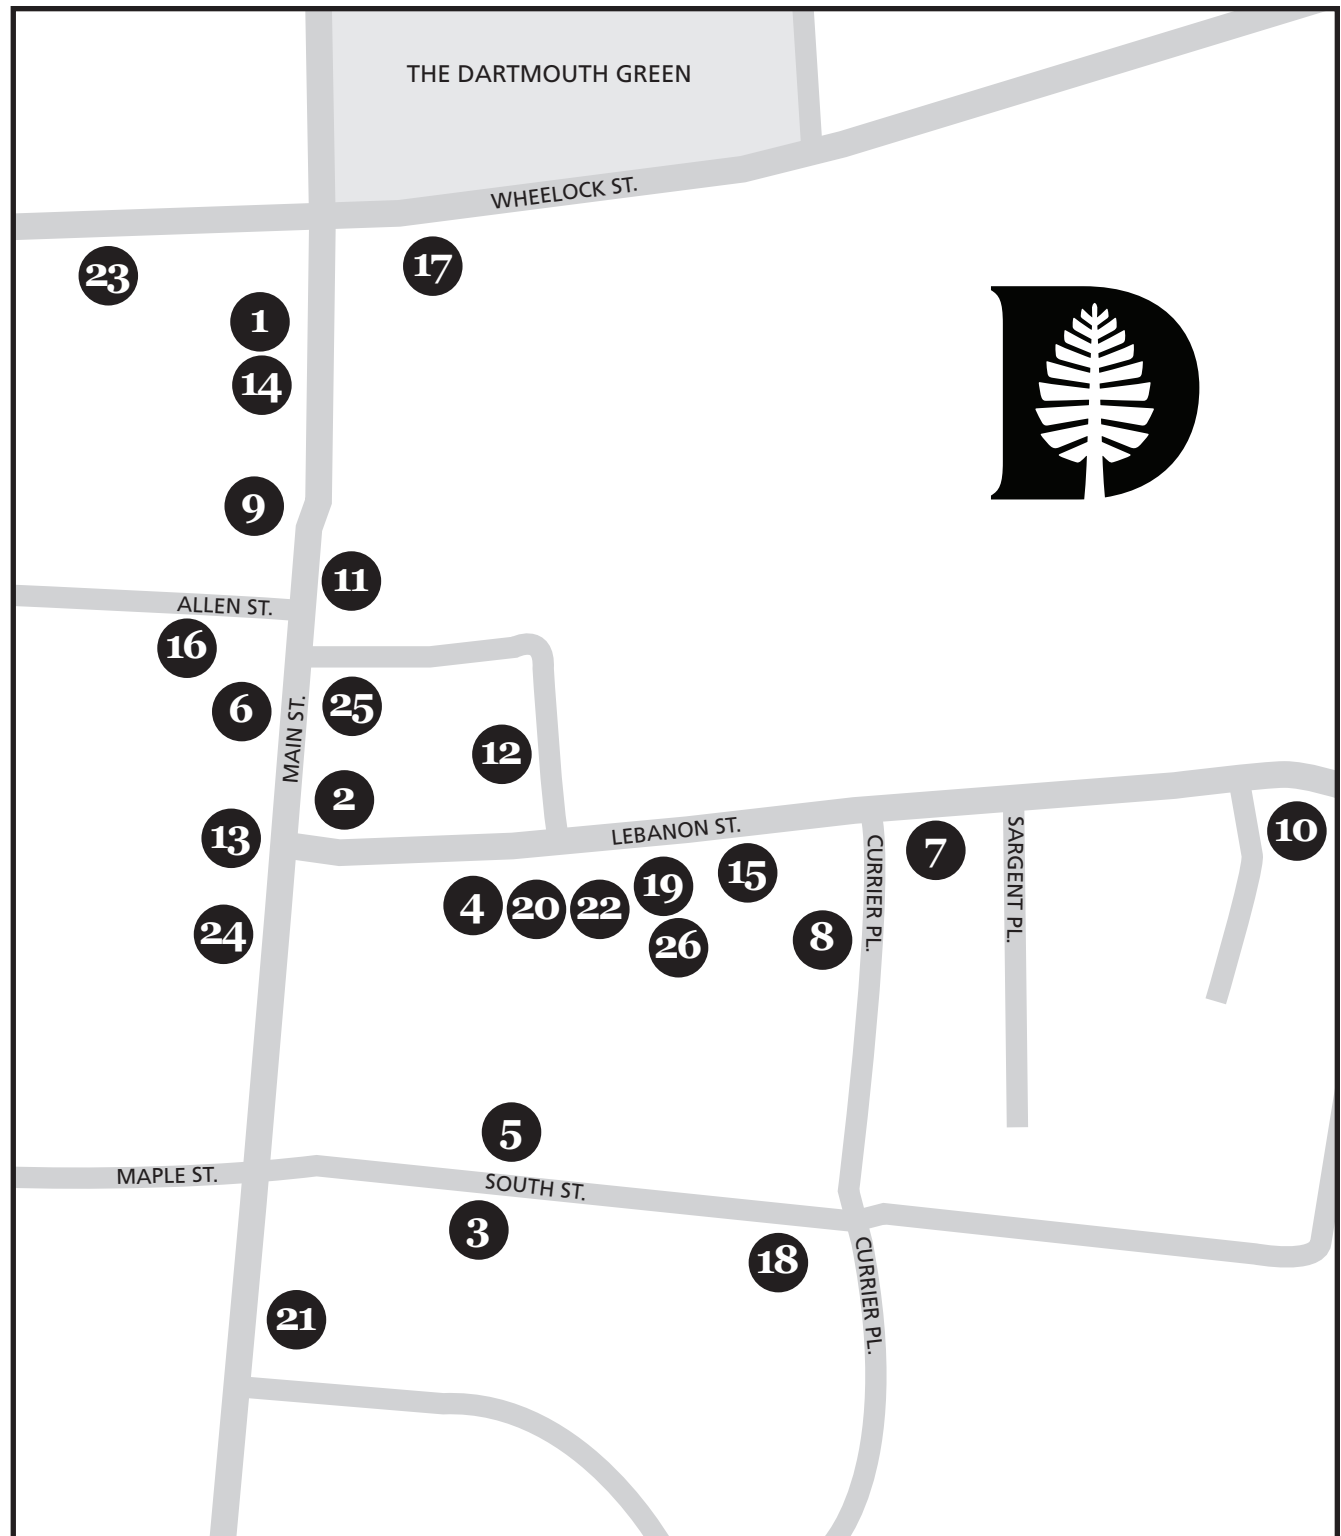 THE DARTMOUTH GREEN
WHEELOCK ST.
17
23
1
14
9
11
ALLEN ST.
16
6
25
MAIN ST.
12
2
13
LEBANON ST.
10
7
SARGENT PL.
CURRIER PL.
15
19
4
20
22
24
8
26
5
MAPLE ST.
SOUTH ST.
3
18
CURRIER PL.
21